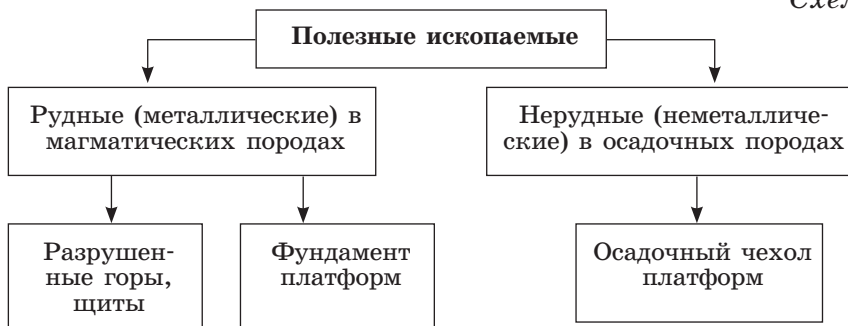 Схем
Полезные ископаемые
Рудные (металлические) в
магматических породах
Нерудные (неметалличе-
ские) в осадочных породах
Разрушен-
ные горы,
щиты
Фундамент
платформ
Осадочный чехол
платформ